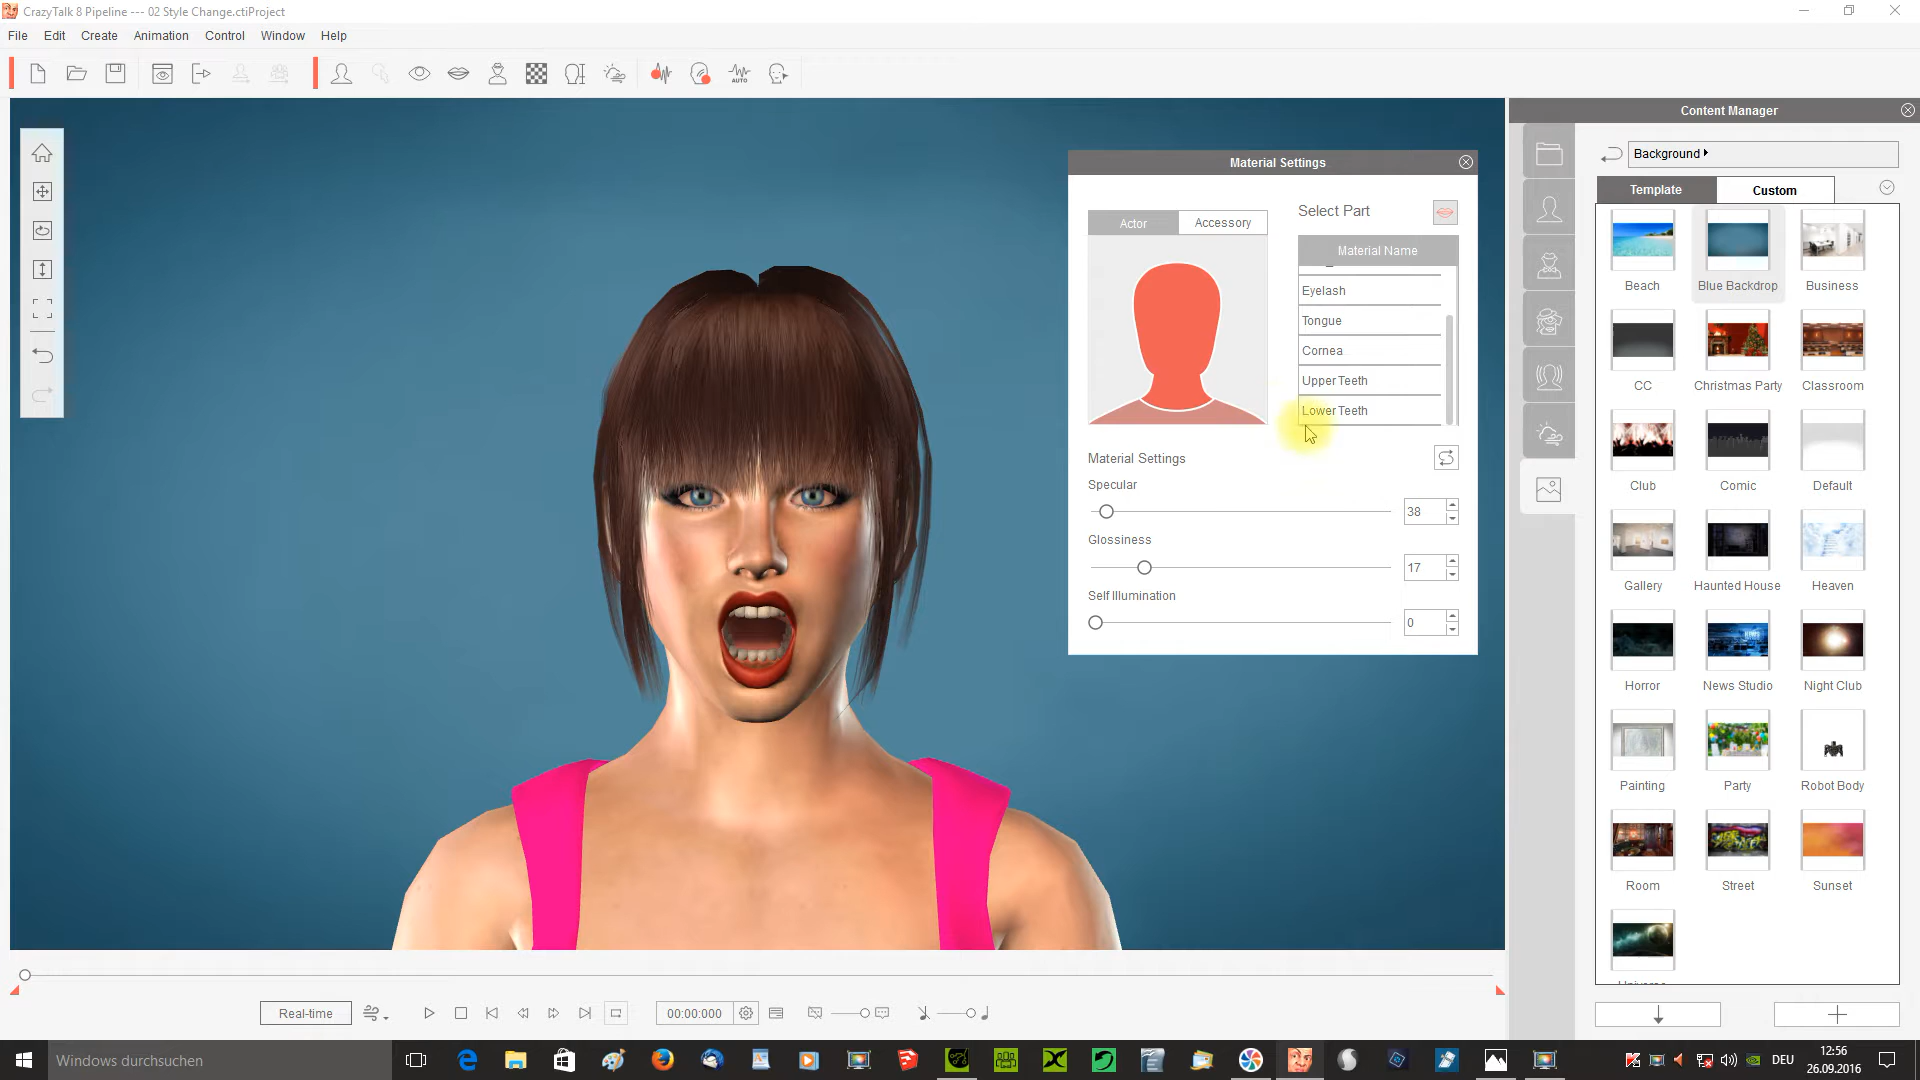 CrazyTalk 8 Pipeline --- 02 Style Change.ctiProject
File Edit Create Animation Control Window Help
AUTO
Content Manager
Background
Template Custom
Beach Blue Backdrop Business
CC Christmas Party Classroom
Club Comic Default
Gallery Haunted House Heaven
Horror News Studio Night Club
Painting Party Robot Body
Room Street Sunset
Universe
Material Settings
Actor Accessory
Select Part
Material Name
Eyelash
Tongue
Cornea
Upper Teeth
Lower Teeth
Material Settings
Specular
38
Glossiness
17
Self Illumination
0
Real-time
00:00:000
Windows durchsuchen
DEU
12:56
26.09.2016